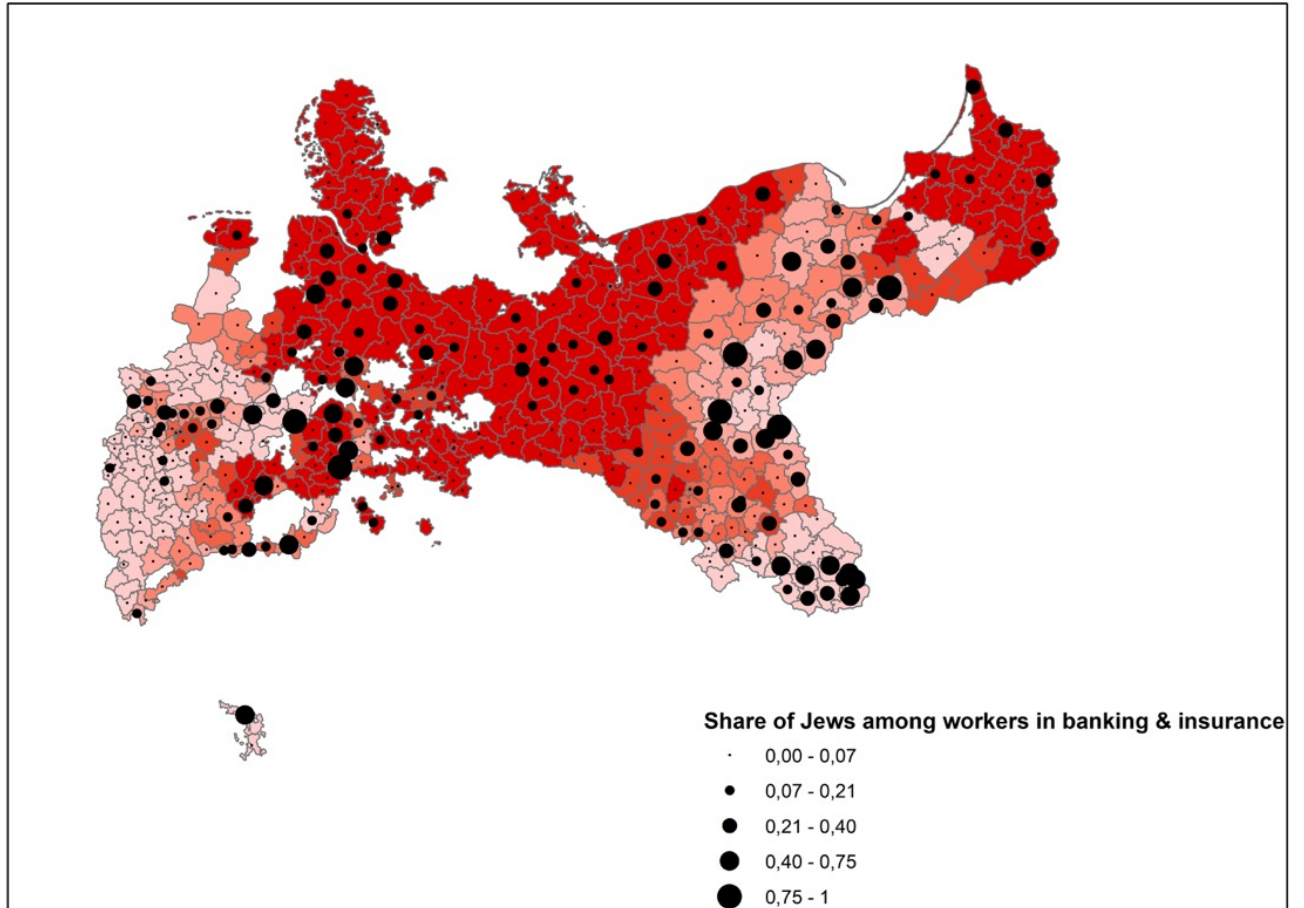 Share of Jews among workers in banking & insurance
0,00 - 0,07
0,07 - 0,21
0,21 - 0,40
0,40 - 0,75
0,75 - 1